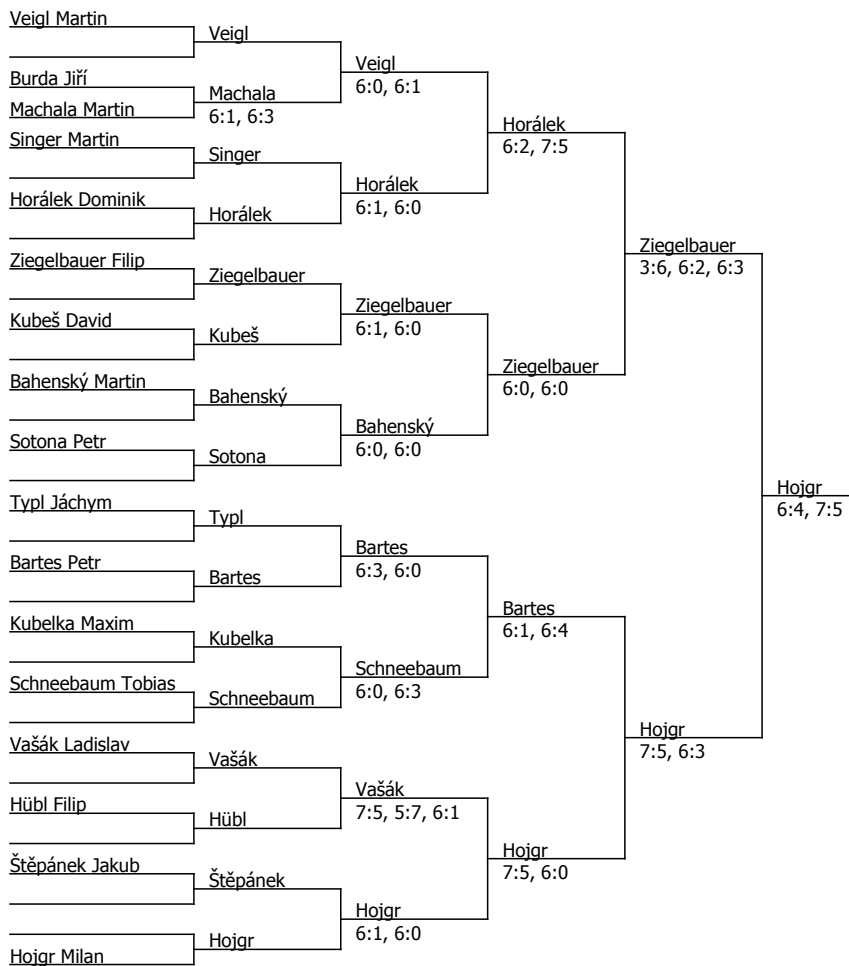 Veigl Martin
Veigl
Veigl
6:0, 6:1
Burda Jiří
Machala
6:1, 6:3
Machala Martin
Horálek
6:2, 7:5
Singer Martin
Singer
Horálek
6:1, 6:0
Horálek Dominik
Horálek
Ziegelbauer
3:6, 6:2, 6:3
Ziegelbauer Filip
Ziegelbauer
Ziegelbauer
6:1, 6:0
Kubeš David
Kubeš
Ziegelbauer
6:0, 6:0
Bahenský Martin
Bahenský
Bahenský
6:0, 6:0
Sotona Petr
Sotona
Hojgr
6:4, 7:5
Typl Jáchym
Typl
Bartes
6:3, 6:0
Bartes Petr
Bartes
Bartes
6:1, 6:4
Kubelka Maxim
Kubelka
Schneebaum
6:0, 6:3
Schneebaum Tobias
Schneebaum
Hojgr
7:5, 6:3
Vašák Ladislav
Vašák
Vašák
7:5, 5:7, 6:1
Hübl Filip
Hübl
Hojgr
7:5, 6:0
Štěpánek Jakub
Štěpánek
Hojgr
6:1, 6:0
Hojgr
Hojgr Milan